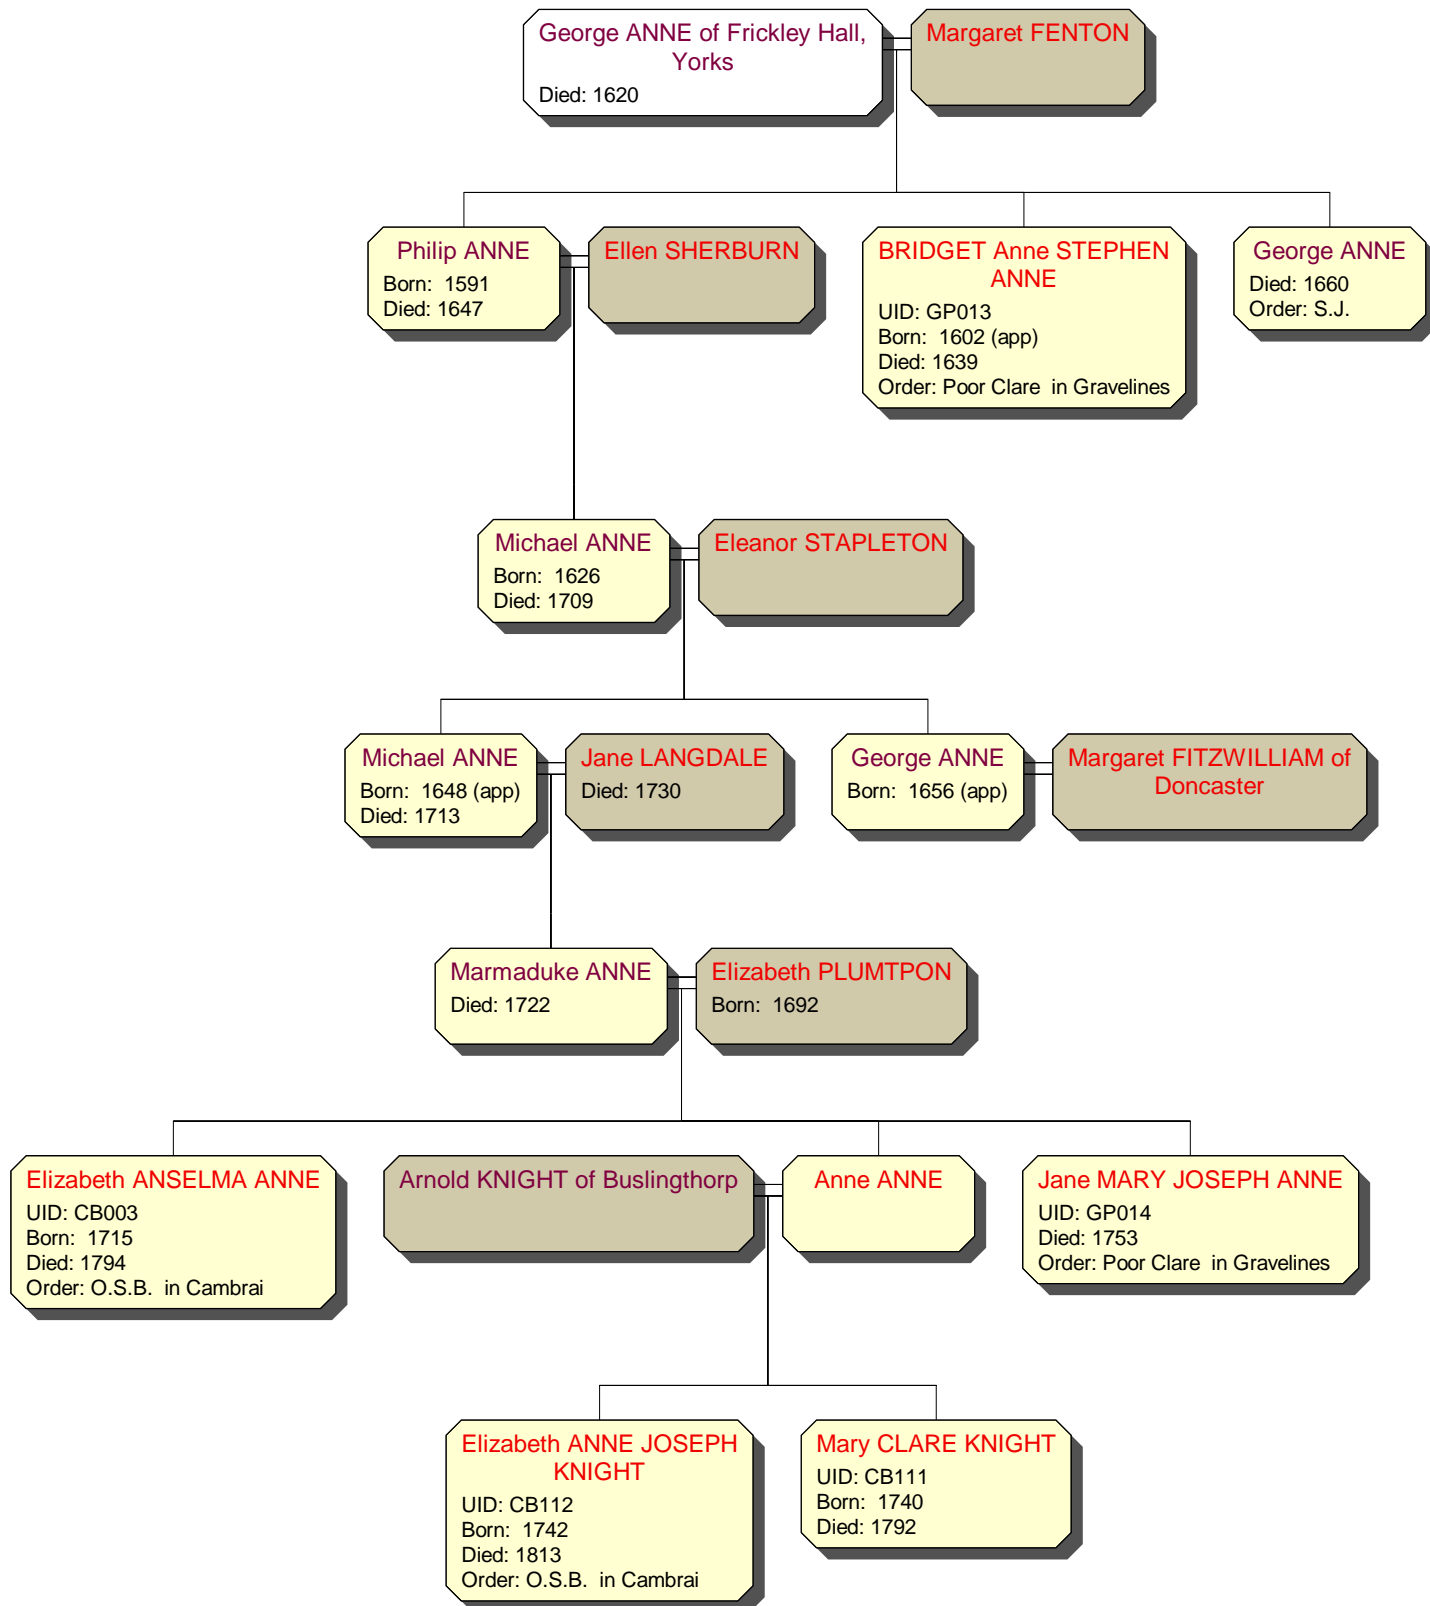 George ANNE of Frickley Hall,
Yorks
Died: 1620
Margaret FENTON
Philip ANNE
Born: 1591
Died: 1647
Ellen SHERBURN
BRIDGET Anne STEPHEN
ANNE
UID: GP013
Born: 1602 (app)
Died: 1639
Order: Poor Clare in Gravelines
George ANNE
Died: 1660
Order: S.J.
Michael ANNE
Born: 1626
Died: 1709
Eleanor STAPLETON
Michael ANNE
Born: 1648 (app)
Died: 1713
Jane LANGDALE
Died: 1730
George ANNE
Born: 1656 (app)
Margaret FITZWILLIAM of
Doncaster
Marmaduke ANNE
Died: 1722
Elizabeth PLUMTPON
Born: 1692
Elizabeth ANSELMA ANNE
UID: CB003
Born: 1715
Died: 1794
Order: O.S.B. in Cambrai
Arnold KNIGHT of Buslingthorp
Anne ANNE
Jane MARY JOSEPH ANNE
UID: GP014
Died: 1753
Order: Poor Clare in Gravelines
Elizabeth ANNE JOSEPH
KNIGHT
UID: CB112
Born: 1742
Died: 1813
Order: O.S.B. in Cambrai
Mary CLARE KNIGHT
UID: CB111
Born: 1740
Died: 1792